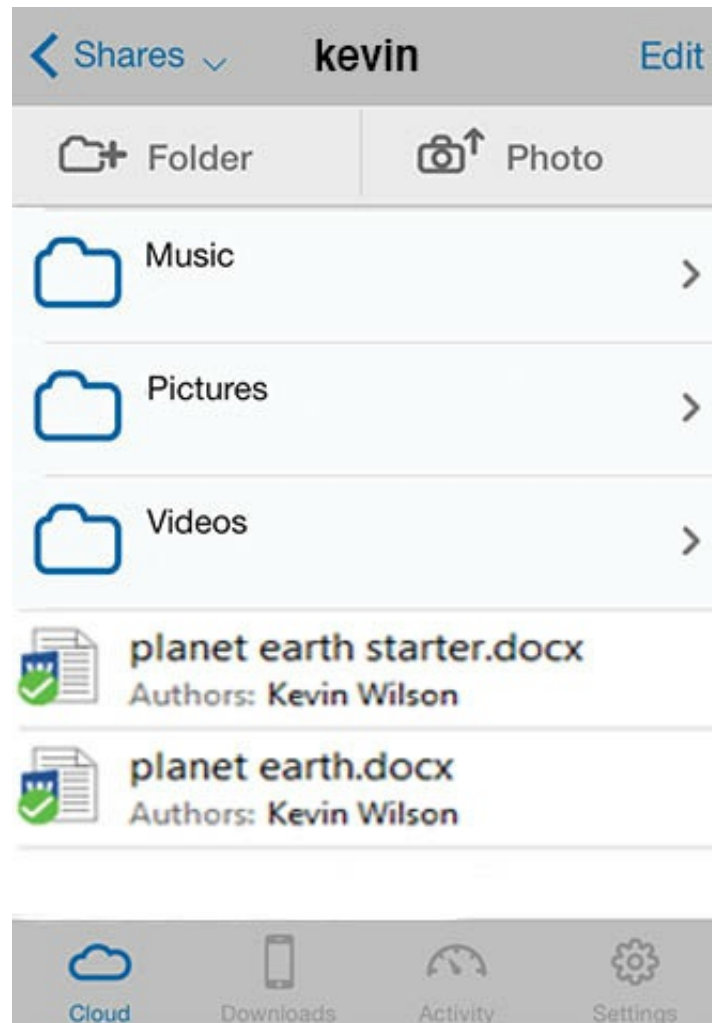 Shares kevin Edit
Folder Photo
Music
Pictures
Videos
planet earth starter.docx
Authors: Kevin Wilson
planet earth.docx
Authors: Kevin Wilson
Cloud Downloads Activity Settings